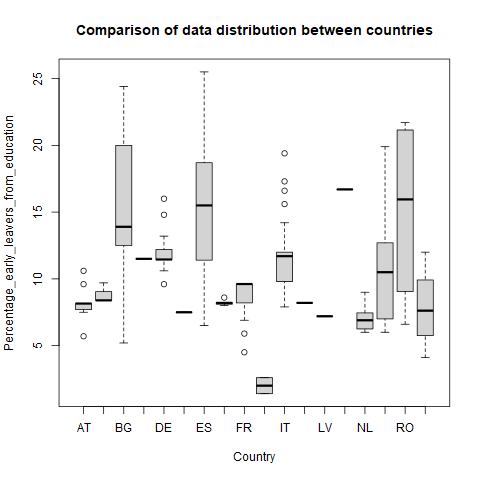 Comparison of data distribution between countries
Percentage_early_leavers_from_education
25
20
15
10
5
AT BG DE ES FR IT LV NL RO
Country